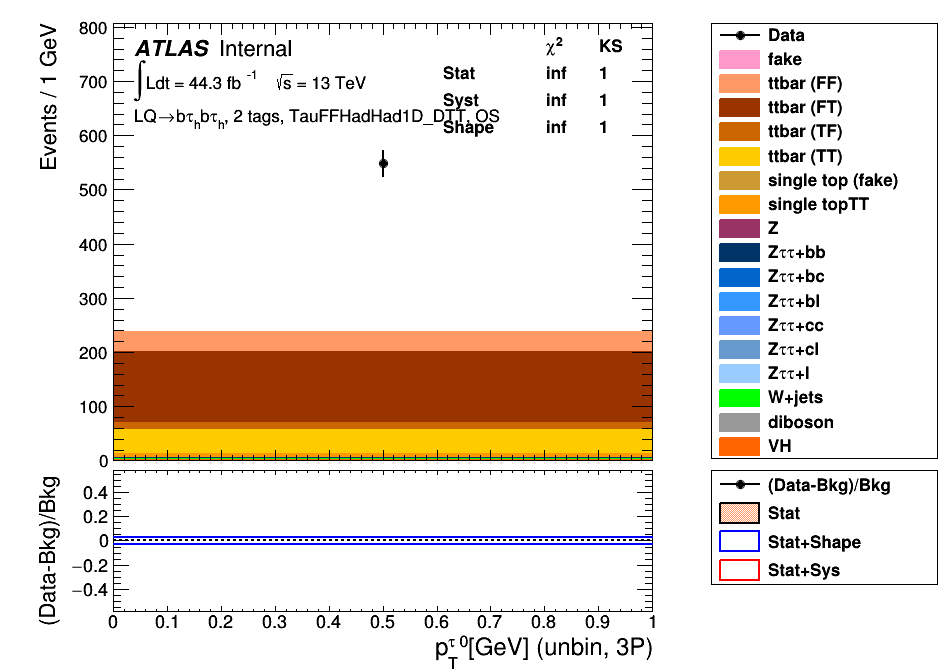 Events / 1 GeV
800
700
600
500
400
300
200
100
0
ATLAS Internal
∫Ldt = 44.3 fb⁻¹ √s = 13 TeV
LQ→bτhbτh, 2 tags, TauFFHadHad1D_DTT, OS
χ² KS
Stat inf 1
Syst inf 1
Shape inf 1
Data
fake
ttbar (FF)
ttbar (FT)
ttbar (TF)
ttbar (TT)
single top (fake)
single topTT
Z
Zττ+bb
Zττ+bc
Zττ+bl
Zττ+cc
Zττ+cl
Zττ+l
W+jets
diboson
VH
(Data-Bkg)/Bkg
0.4
0.2
0
−0.2
−0.4
0 0.1 0.2 0.3 0.4 0.5 0.6 0.7 0.8 0.9 1
pTτ 0[GeV] (unbin, 3P)
(Data-Bkg)/Bkg
Stat
Stat+Shape
Stat+Sys